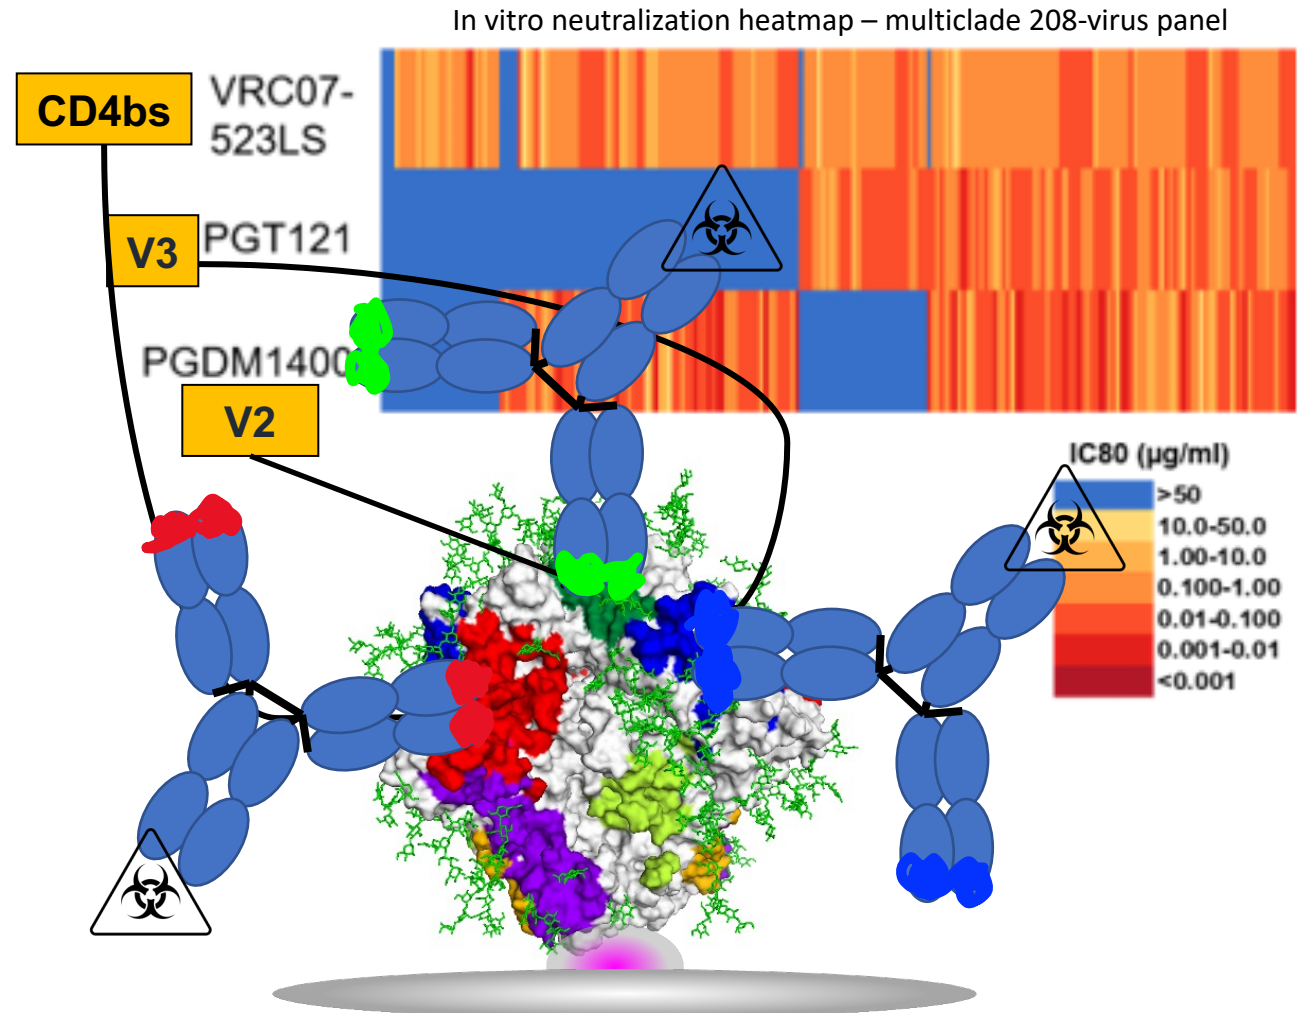 In vitro neutralization heatmap – multiclade 208-virus panel
CD4bs
VRC07-
523LS
V3
PGT121
PGDM1400
V2
IC80 (µg/ml)
>50
10.0-50.0
1.00-10.0
0.100-1.00
0.01-0.100
0.001-0.01
<0.001